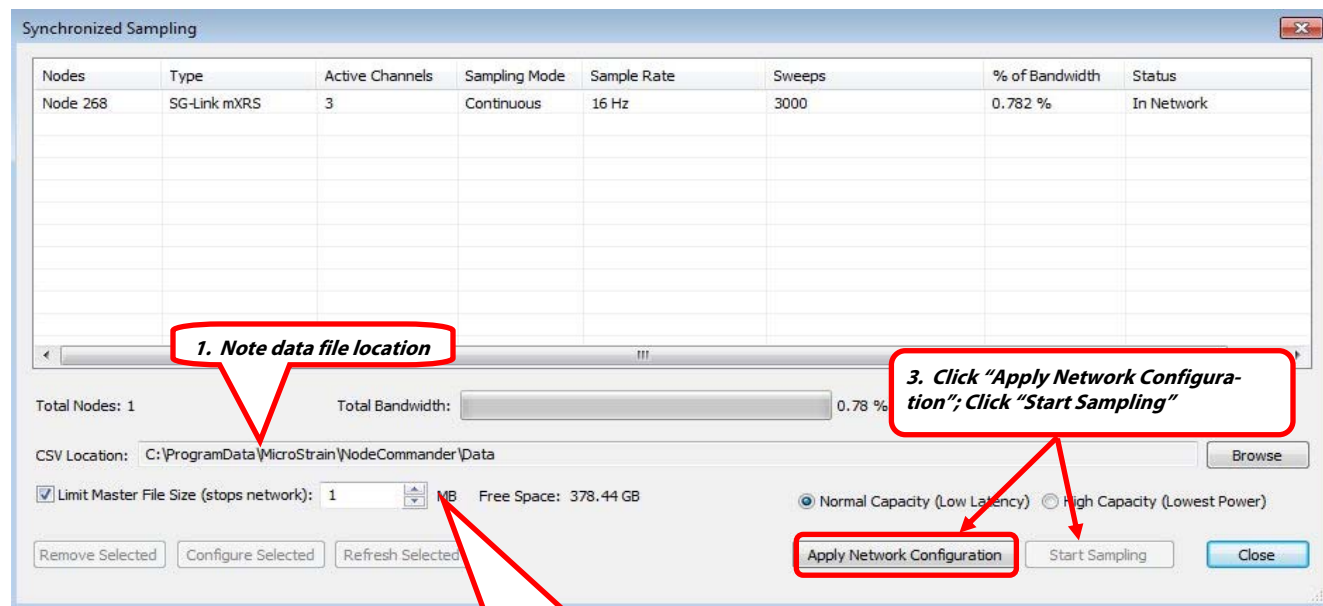 Synchronized Sampling
Nodes Type Active Channels Sampling Mode Sample Rate Sweeps % of Bandwidth Status
Node 268 SG-Link mXRS 3 Continuous 16 Hz 3000 0.782 % In Network
1. Note data file location
3. Click “Apply Network Configura-
tion”; Click “Start Sampling”
Total Nodes: 1 Total Bandwidth: 0.78 %
CSV Location: C:\ProgramData\MicroStrain\NodeCommander\Data Browse
Limit Master File Size (stops network): 1 MB Free Space: 378.44 GB Normal Capacity (Low Latency) High Capacity (Lowest Power)
Remove Selected Configure Selected Refresh Selected Apply Network Configuration Start Sampling Close